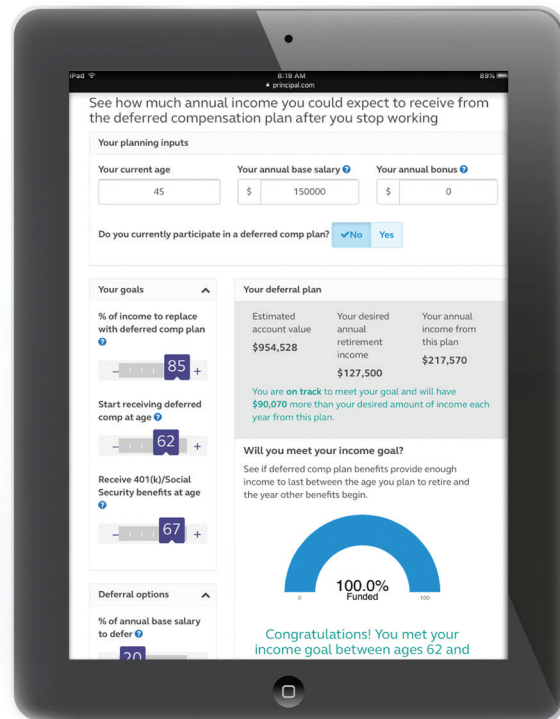 iPad
8:19 AM
89%
principal.com
See how much annual income you could expect to receive from
the deferred compensation plan after you stop working
Your planning inputs
Your current age
Your annual base salary ?
Your annual bonus ?
45
$ 150000
$ 0
Do you currently participate in a deferred comp plan?
No
Yes
Your goals
% of income to replace
with deferred comp plan
?
− 85 +
Start receiving deferred
comp at age ?
− 62 +
Receive 401(k)/Social
Security benefits at age
?
− 67 +
Deferral options
% of annual base salary
to defer ?
20
Your deferral plan
Estimated
account value
$954,528
Your desired
annual
retirement
income
$127,500
Your annual
income from
this plan
$217,570
You are on track to meet your goal and will have
$90,070 more than your desired amount of income each
year from this plan.
Will you meet your income goal?
See if deferred comp plan benefits provide enough
income to last between the age you plan to retire and
the year other benefits begin.
100.0%
Funded
0
100
Congratulations! You met your
income goal between ages 62 and